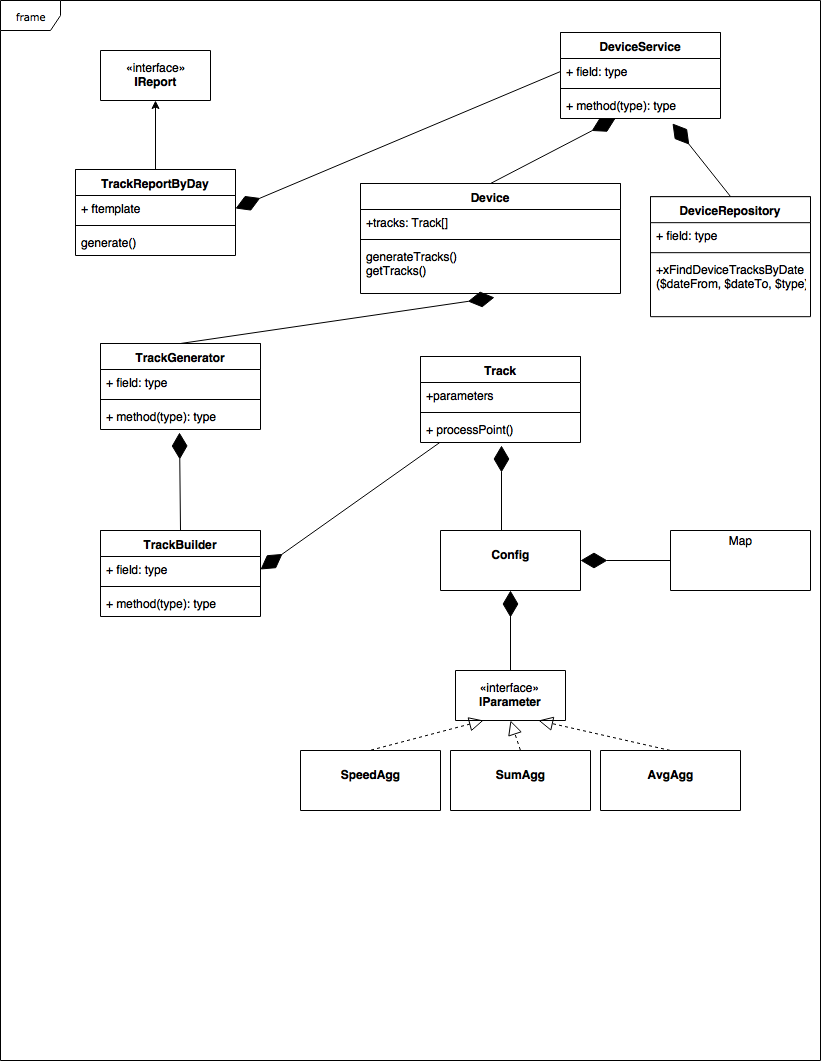 frame
«interface»
IReport
DeviceService
+ field: type
+ method(type): type
TrackReportByDay
+ ftemplate
generate()
Device
+tracks: Track[]
generateTracks()
getTracks()
DeviceRepository
+ field: type
+xFindDeviceTracksByDate
($dateFrom, $dateTo, $type)
TrackGenerator
+ field: type
+ method(type): type
Track
+parameters
+ processPoint()
TrackBuilder
+ field: type
+ method(type): type
Config
Map
«interface»
IParameter
SpeedAgg
SumAgg
AvgAgg